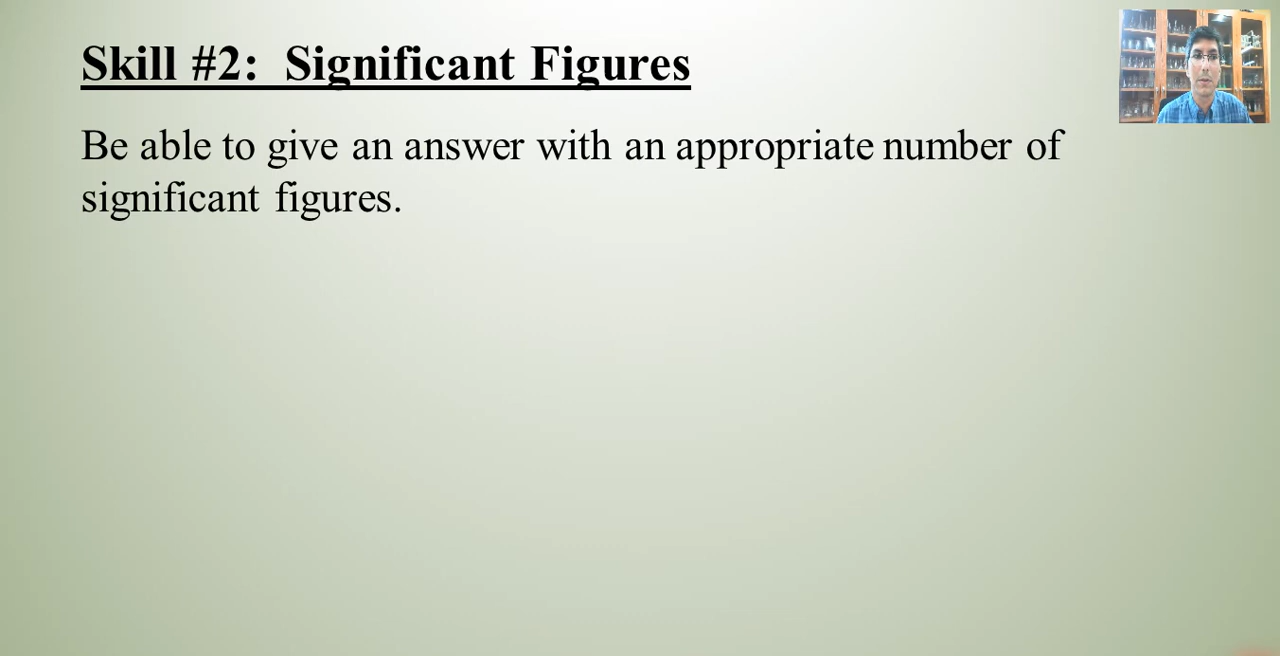 Skill #2: Significant Figures
Be able to give an answer with an appropriate number of
significant figures.